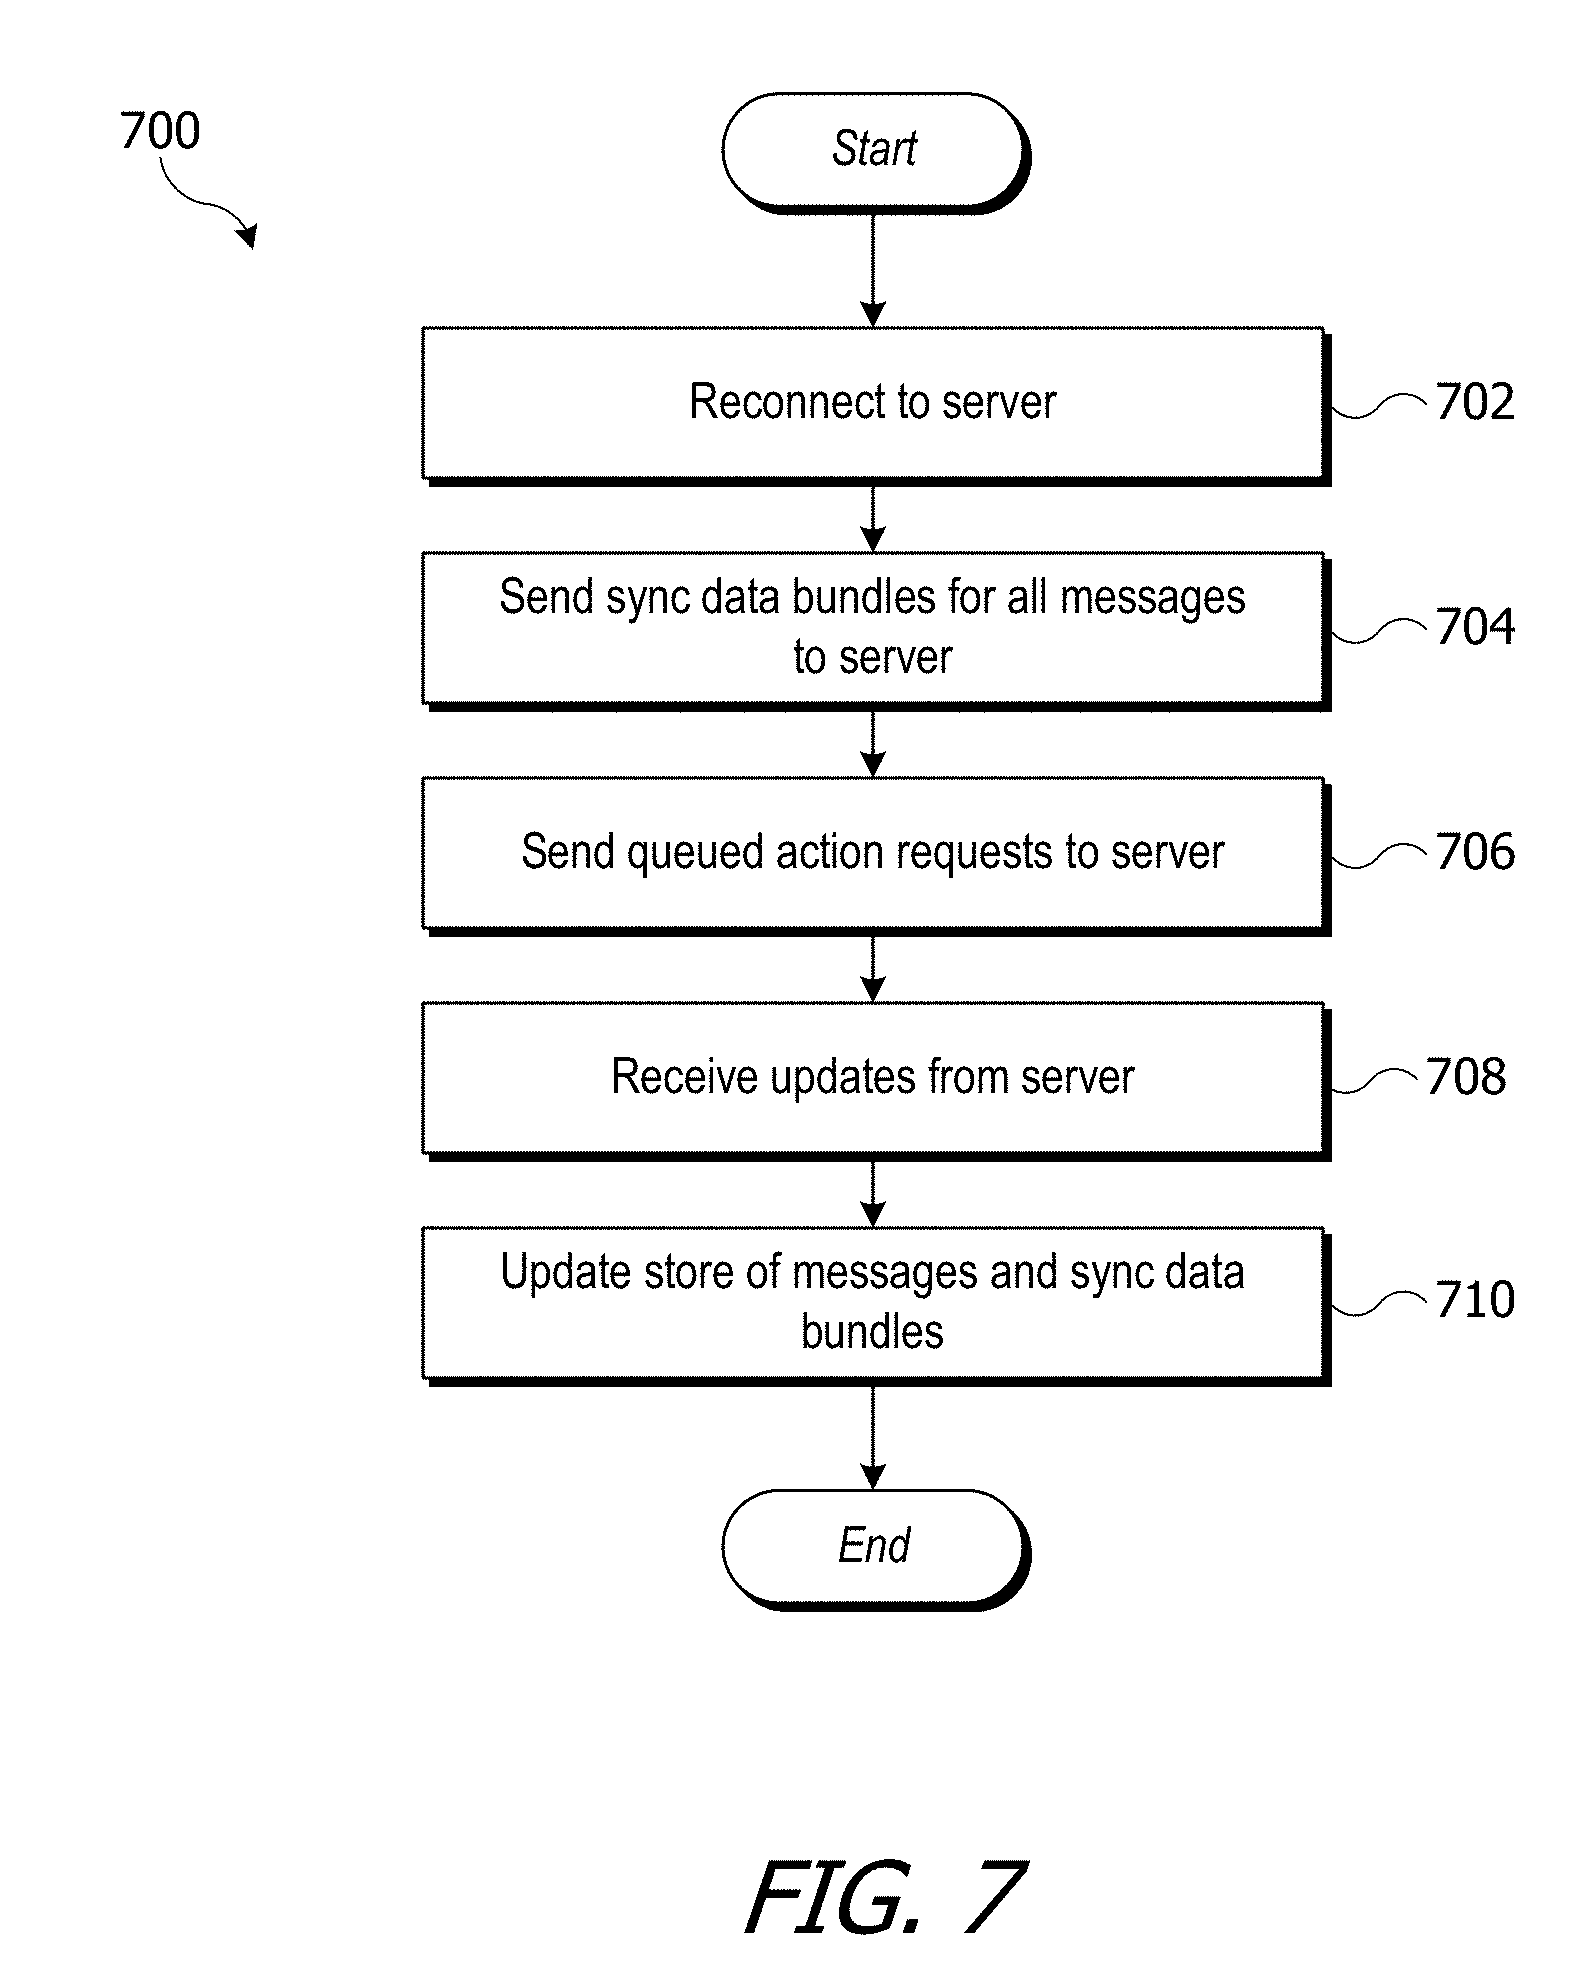 700
Start
Reconnect to server
702
Send sync data bundles for all messages
to server
704
Send queued action requests to server
706
Receive updates from server
708
Update store of messages and sync data
bundles
710
End
FIG. 7